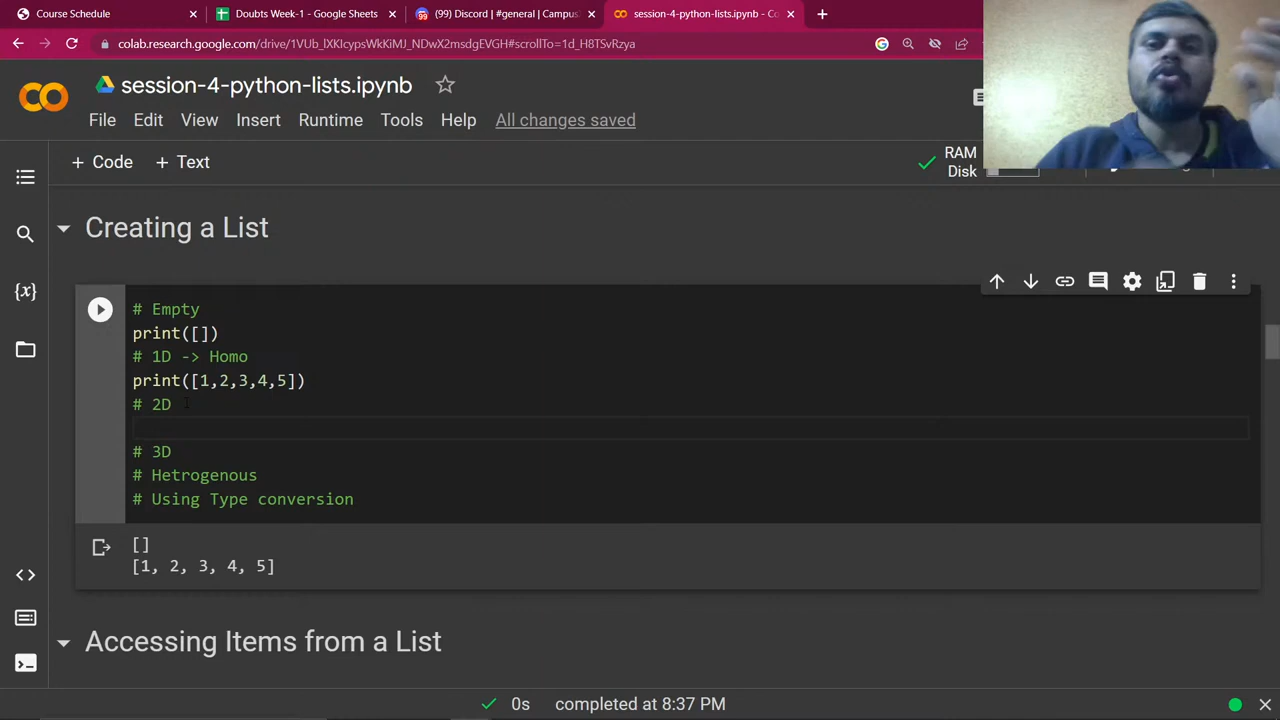 Course Schedule
Doubts Week-1 - Google Sheets
(99) Discord | #general | Campus
session-4-python-lists.ipynb - Co
colab.research.google.com/drive/1VUb_lXKIcypsWkKiMJ_NDwX2msdgEVGH#scrollTo=1d_H8TSvRzya
session-4-python-lists.ipynb
File Edit View Insert Runtime Tools Help All changes saved
+ Code + Text
RAM
Disk
Creating a List
# Empty
print([])
# 1D -> Homo
print([1,2,3,4,5])
# 2D
# 3D
# Hetrogenous
# Using Type conversion
[]
[1, 2, 3, 4, 5]
Accessing Items from a List
0s completed at 8:37 PM